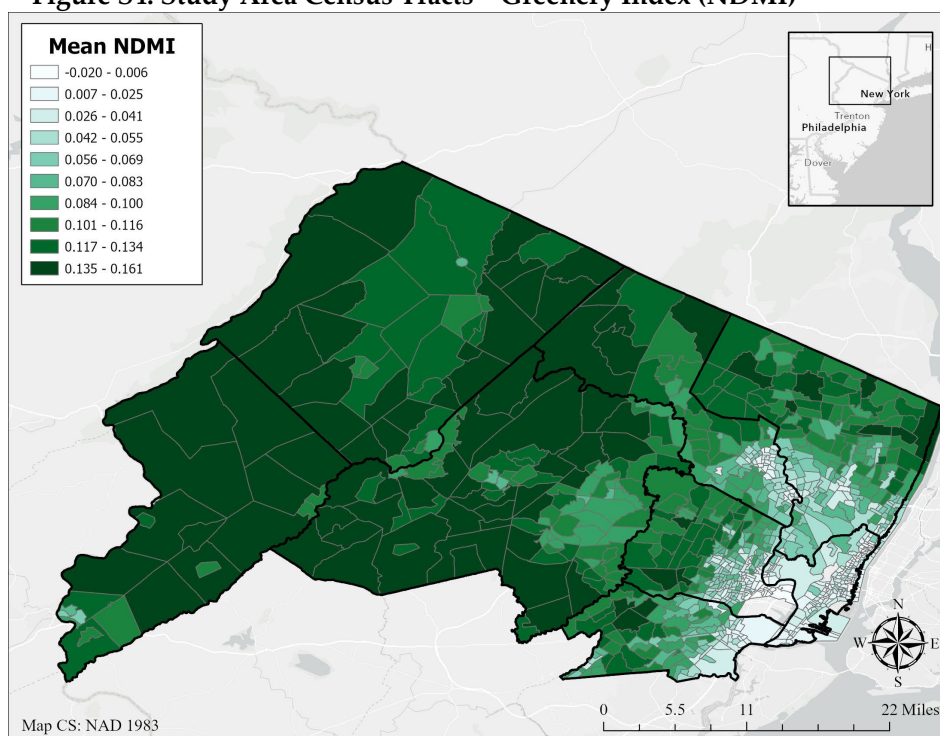 Figure S4. Study Area Census Tracts – Greenery Index (NDMI)
Mean NDMI
-0.020 - 0.006
0.007 - 0.025
0.026 - 0.041
0.042 - 0.055
0.056 - 0.069
0.070 - 0.083
0.084 - 0.100
0.101 - 0.116
0.117 - 0.134
0.135 - 0.161
H
New York
Trenton
Philadelphia
Dover
N
W
E
S
Map CS: NAD 1983
0 5.5 11 22 Miles